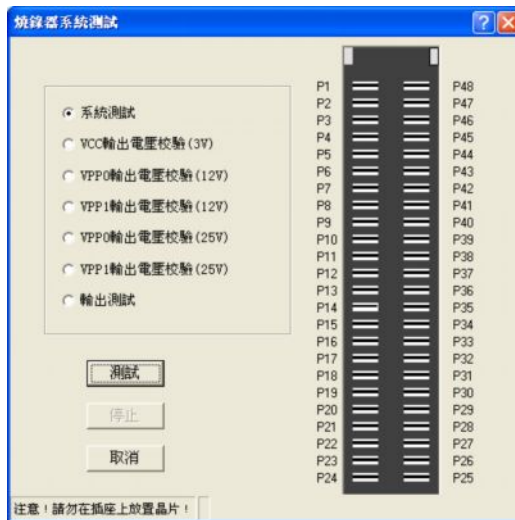 燒錄器系統測試
系統測試
VCC輸出電壓校驗(3V)
VPP0輸出電壓校驗(12V)
VPP1輸出電壓校驗(12V)
VPP0輸出電壓校驗(25V)
VPP1輸出電壓校驗(25V)
輸出測試
測試
停止
取消
P1 P48
P2 P47
P3 P46
P4 P45
P5 P44
P6 P43
P7 P42
P8 P41
P9 P40
P10 P39
P11 P38
P12 P37
P13 P36
P14 P35
P15 P34
P16 P33
P17 P32
P18 P31
P19 P30
P20 P29
P21 P28
P22 P27
P23 P26
P24 P25
注意！請勿在插座上放置晶片！